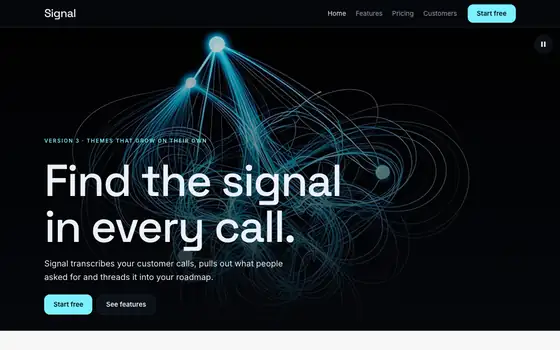 Signal
Home Features Pricing Customers Start free
VERSION 3 · THEMES THAT GROW ON THEIR OWN
Find the signal
in every call.
Signal transcribes your customer calls, pulls out what people
asked for and threads it into your roadmap.
Start free See features